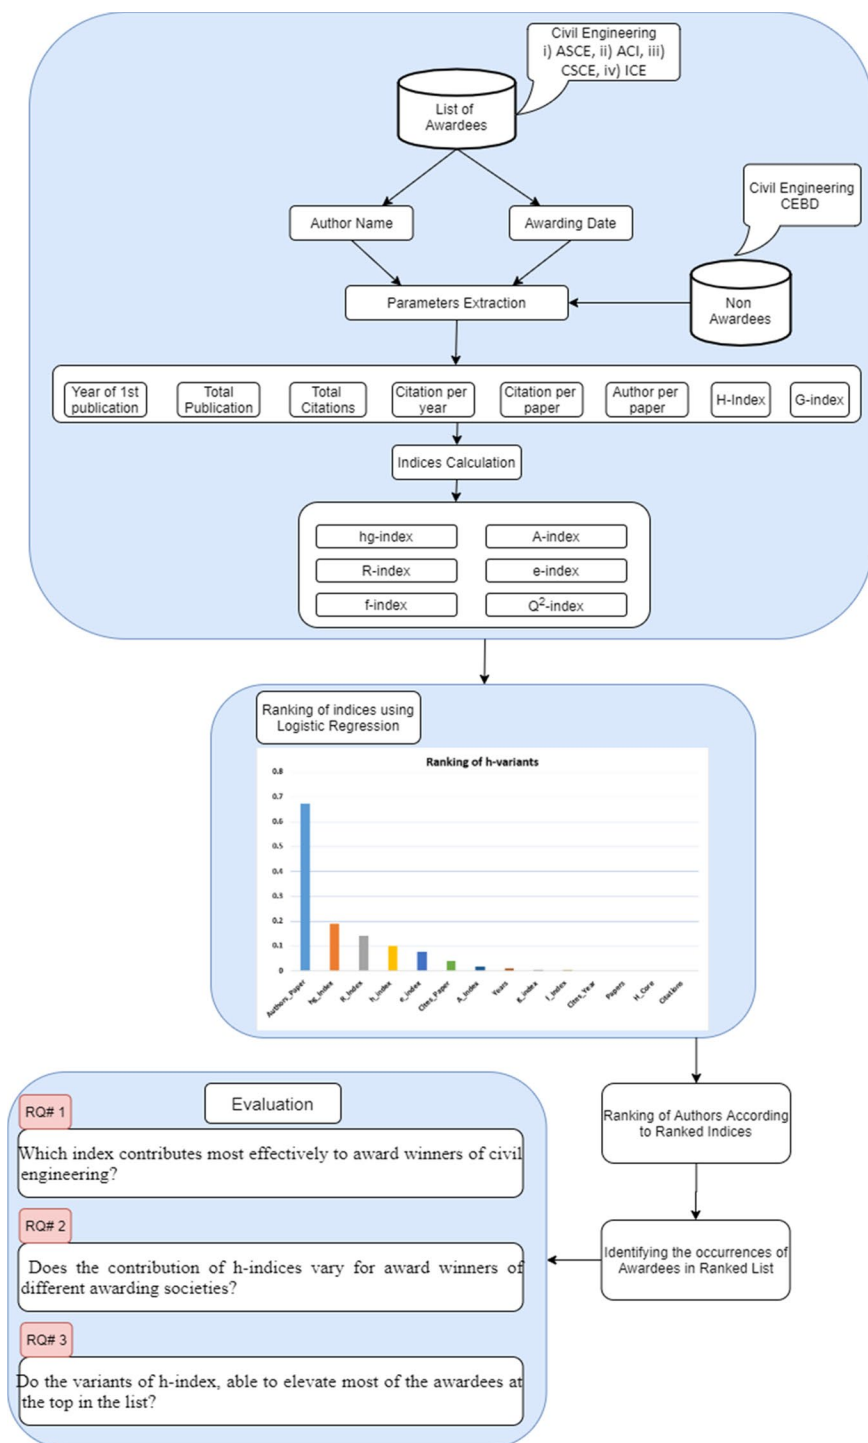 Civil Engineering
i) ASCE, ii) ACI, iii)
CSCE, iv) ICE
List of
Awardees
Civil Engineering
CEBD
Author Name
Awarding Date
Parameters Extraction
Non
Awardees
Year of 1st
publication
Total
Publication
Total
Citations
Citation per
year
Citation per
paper
Author per
paper
H-Index
G-index
Indices Calculation
hg-index
A-index
R-index
e-index
f-index
Q²-index
Ranking of indices using
Logistic Regression
Ranking of h-variants
0.8
0.7
0.6
0.5
0.4
0.3
0.2
0.1
0
Authors_Paper
hg_Index
R_Index
h_index
e_index
Cites_Paper
A_Index
Years
g_index
Cites_Year
Papers
H_Core
Citations
Ranking of Authors According
to Ranked Indices
Identifying the occurrences of
Awardees in Ranked List
Evaluation
RQ# 1
Which index contributes most effectively to award winners of civil
engineering?
RQ# 2
Does the contribution of h-indices vary for award winners of
different awarding societies?
RQ# 3
Do the variants of h-index, able to elevate most of the awardees at
the top in the list?